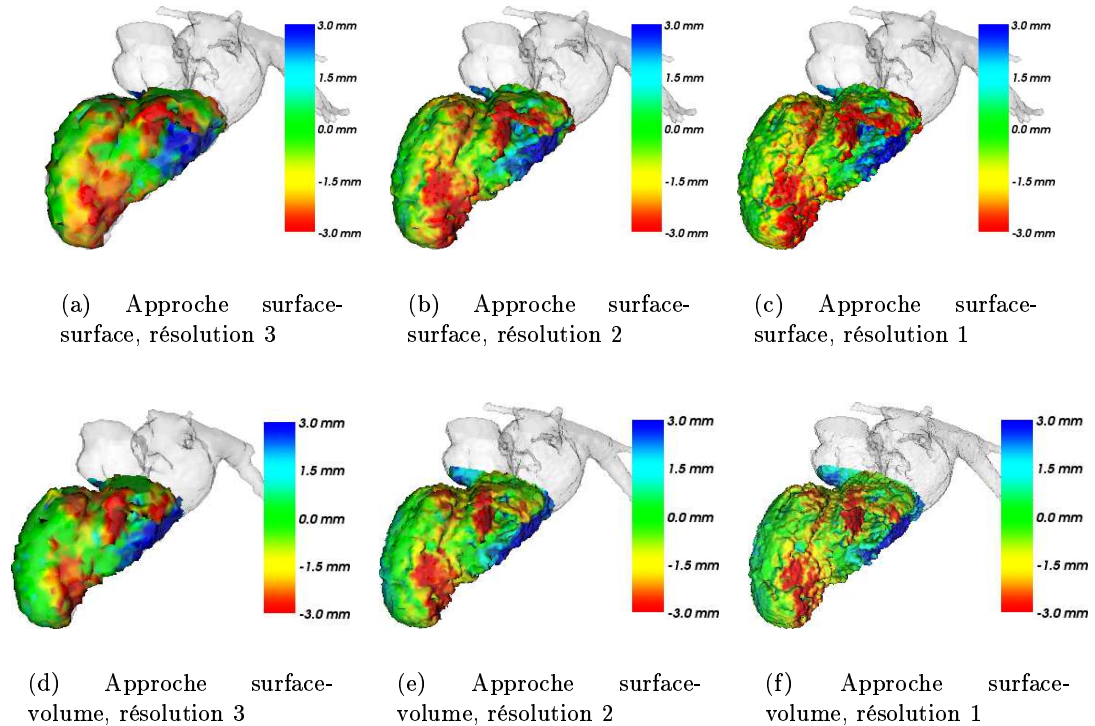 3.0 mm
1.5 mm
0.0 mm
-1.5 mm
-3.0 mm
3.0 mm
1.5 mm
0.0 mm
-1.5 mm
-3.0 mm
3.0 mm
1.5 mm
0.0 mm
-1.5 mm
-3.0 mm
(a) Approche surface-
surface, résolution 3
(b) Approche surface-
surface, résolution 2
(c) Approche surface-
surface, résolution 1
3.0 mm
1.5 mm
0.0 mm
-1.5 mm
-3.0 mm
3.0 mm
1.5 mm
0.0 mm
-1.5 mm
-3.0 mm
3.0 mm
1.5 mm
0.0 mm
-1.5 mm
-3.0 mm
(d) Approche surface-
volume, résolution 3
(e) Approche surface-
volume, résolution 2
(f) Approche surface-
volume, résolution 1